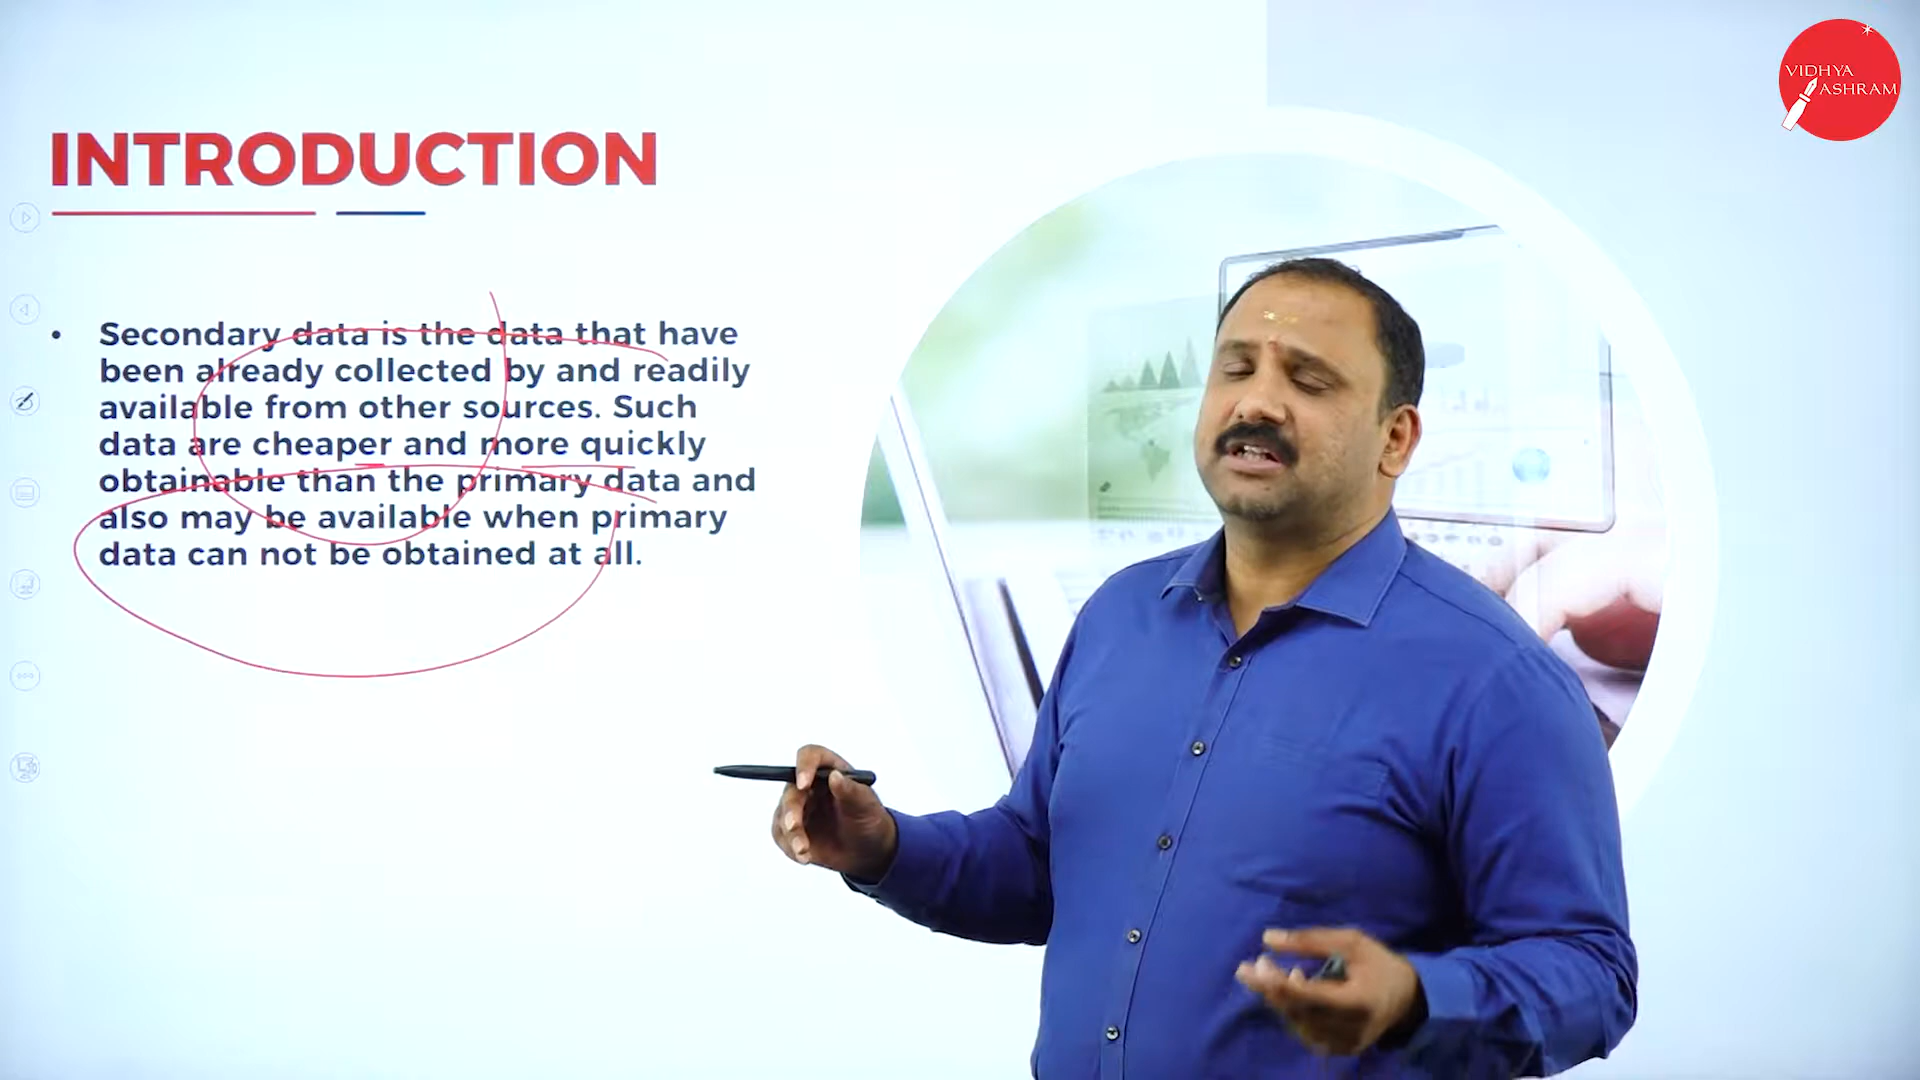 VIDHYA
ASHRAM
INTRODUCTION
• Secondary data is the data that have
been already collected by and readily
available from other sources. Such
data are cheaper and more quickly
obtainable than the primary data and
also may be available when primary
data can not be obtained at all.